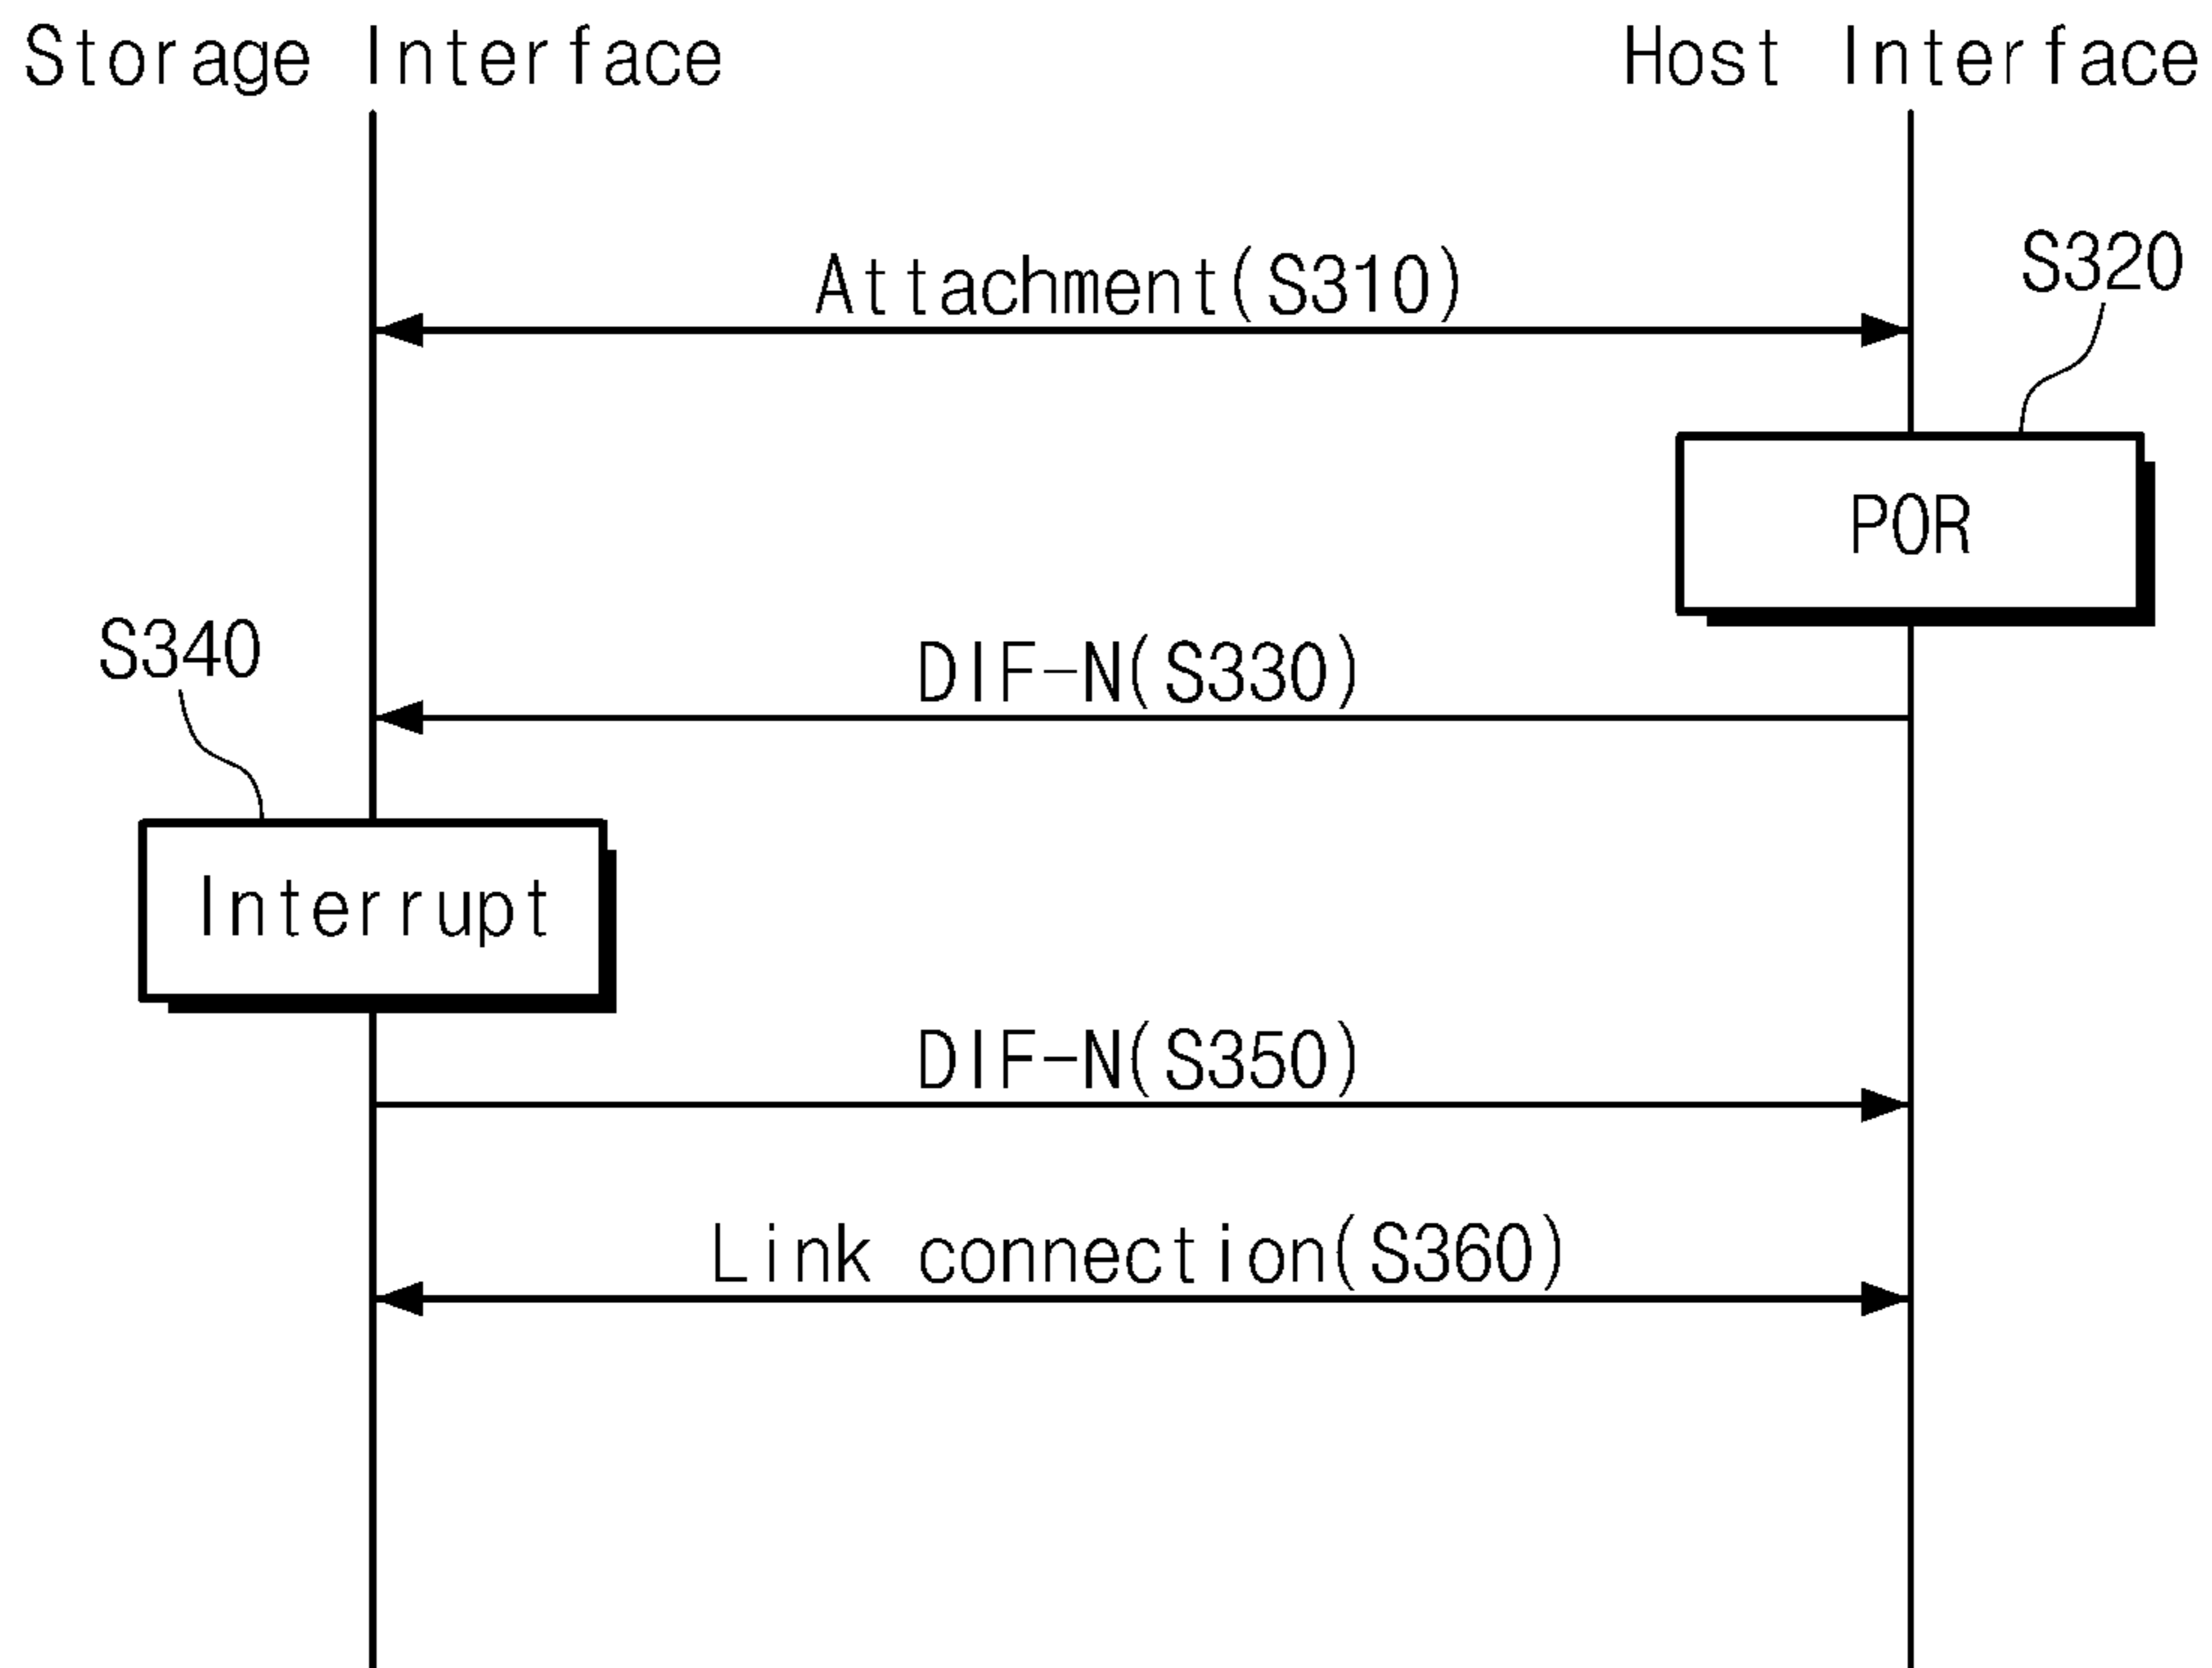 Storage Interface
Host Interface
Attachment(S310)
S320
POR
S340
DIF-N(S330)
Interrupt
DIF-N(S350)
Link connection(S360)